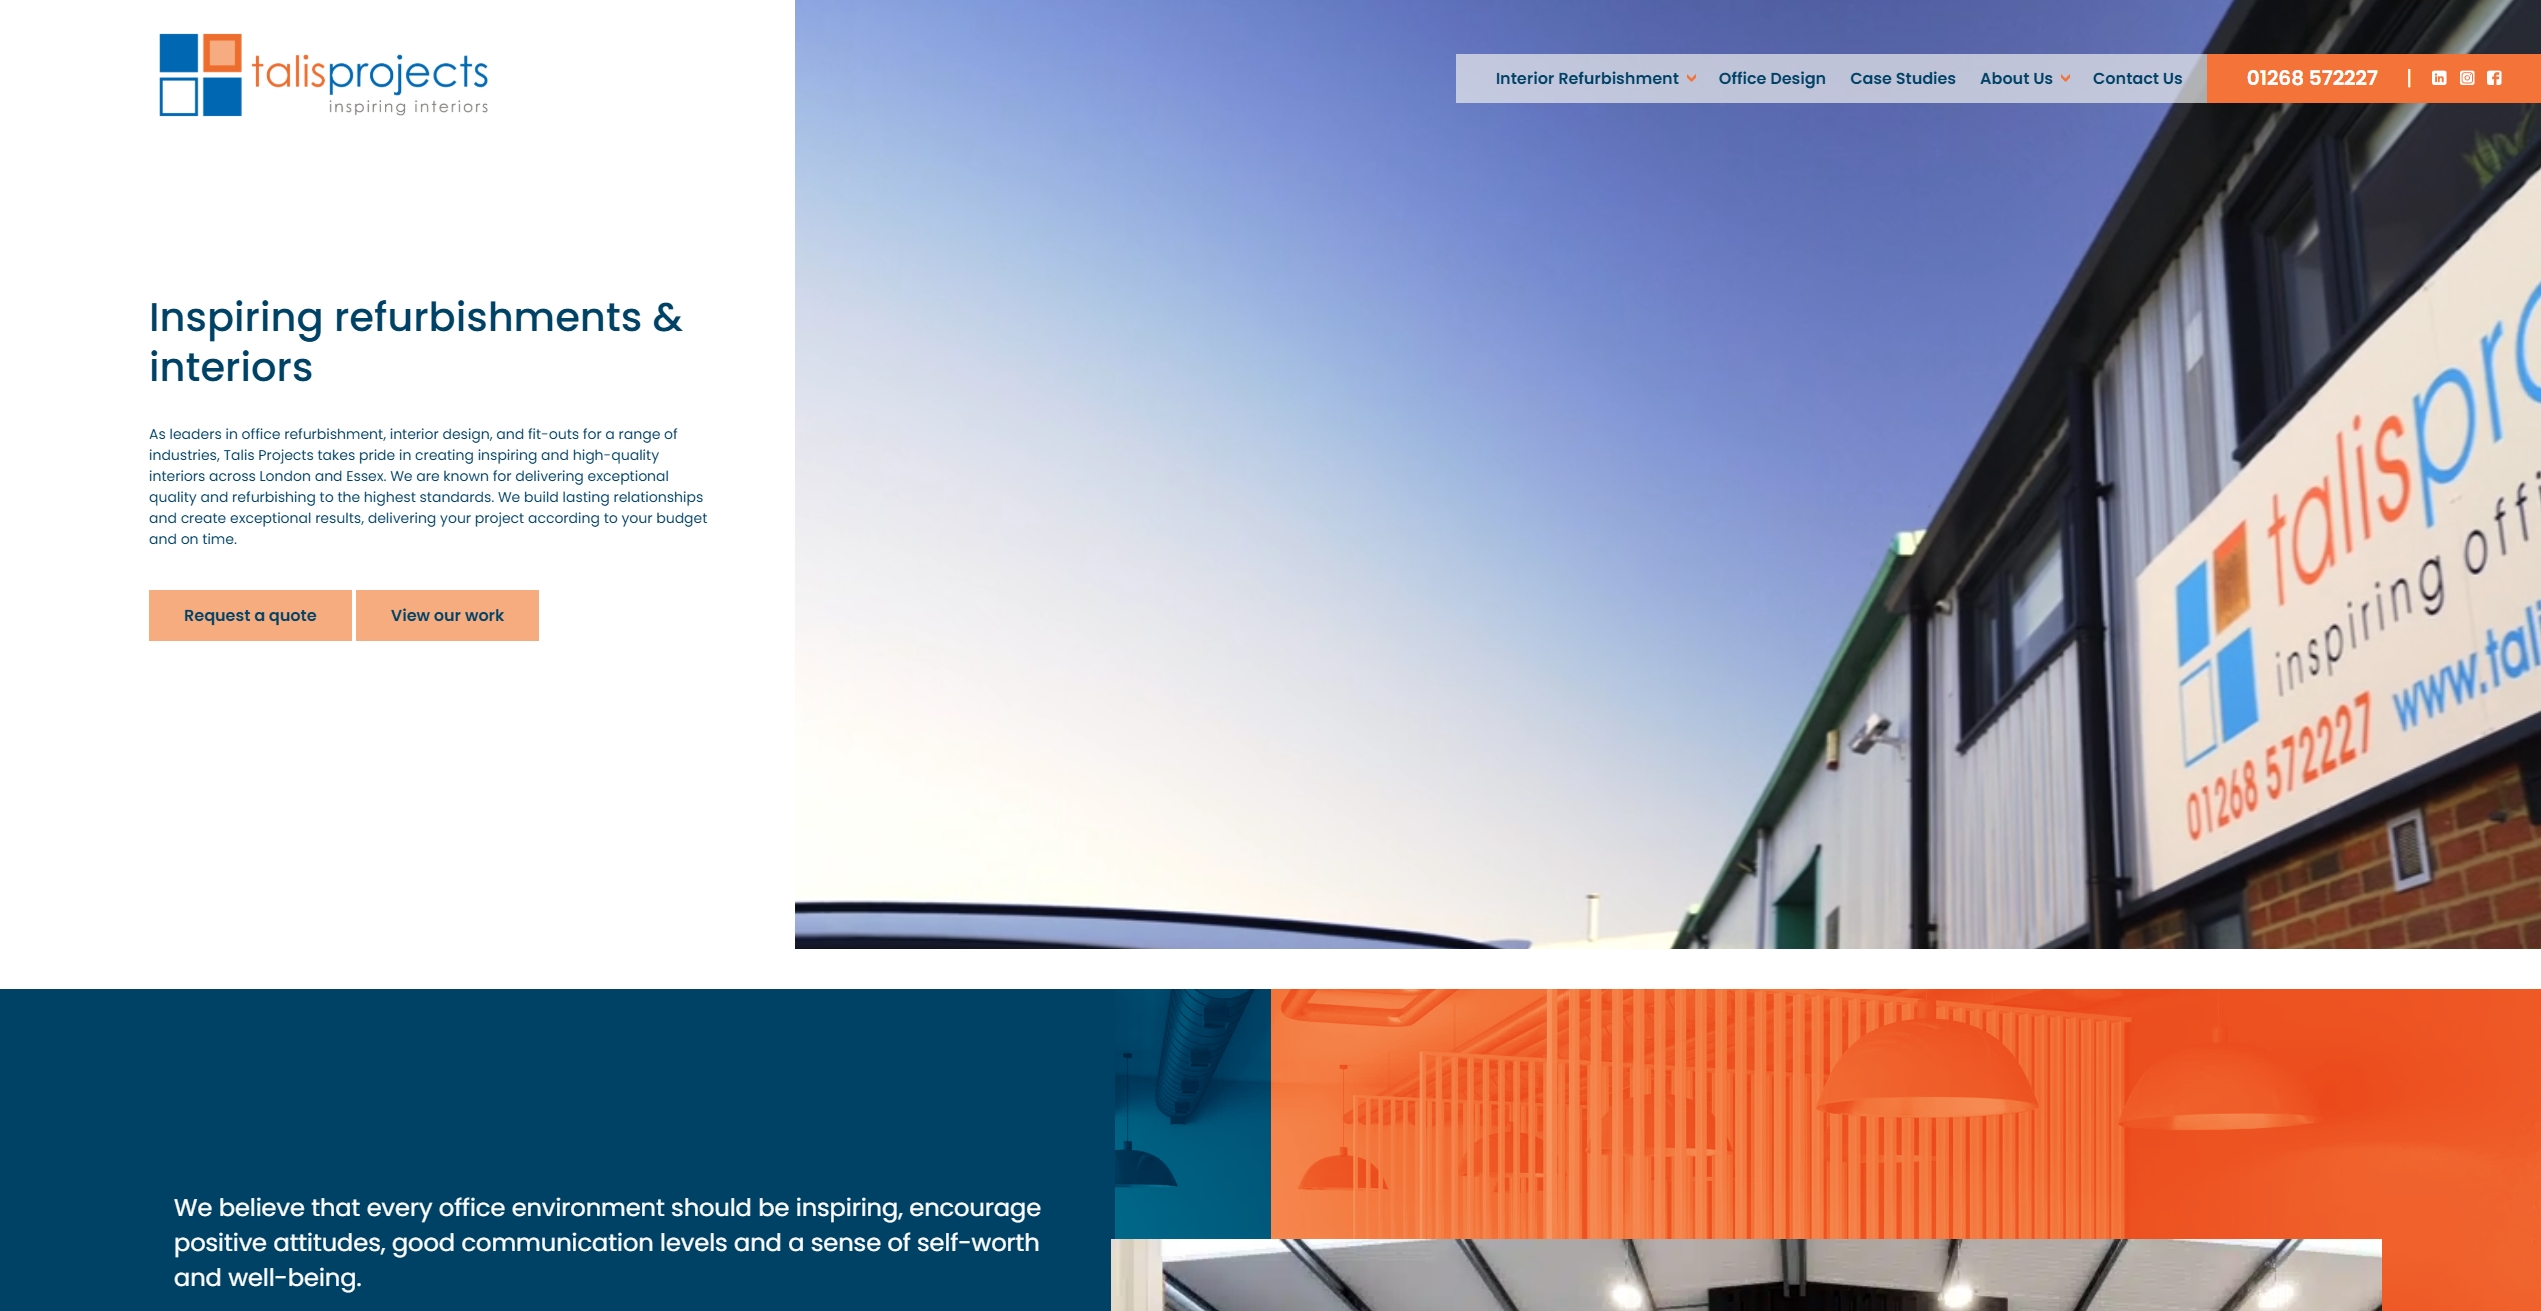 talisprojects
inspiring interiors
Interior Refurbishment Office Design Case Studies About Us Contact Us 01268 572227 |
Inspiring refurbishments &
interiors
As leaders in office refurbishment, interior design, and fit-outs for a range of
industries, Talis Projects takes pride in creating inspiring and high-quality
interiors across London and Essex. We are known for delivering exceptional
quality and refurbishing to the highest standards. We build lasting relationships
and create exceptional results, delivering your project according to your budget
and on time.
Request a quote
View our work
talispro
inspiring offi
01268 572227 www.tali
We believe that every office environment should be inspiring, encourage
positive attitudes, good communication levels and a sense of self-worth
and well-being.